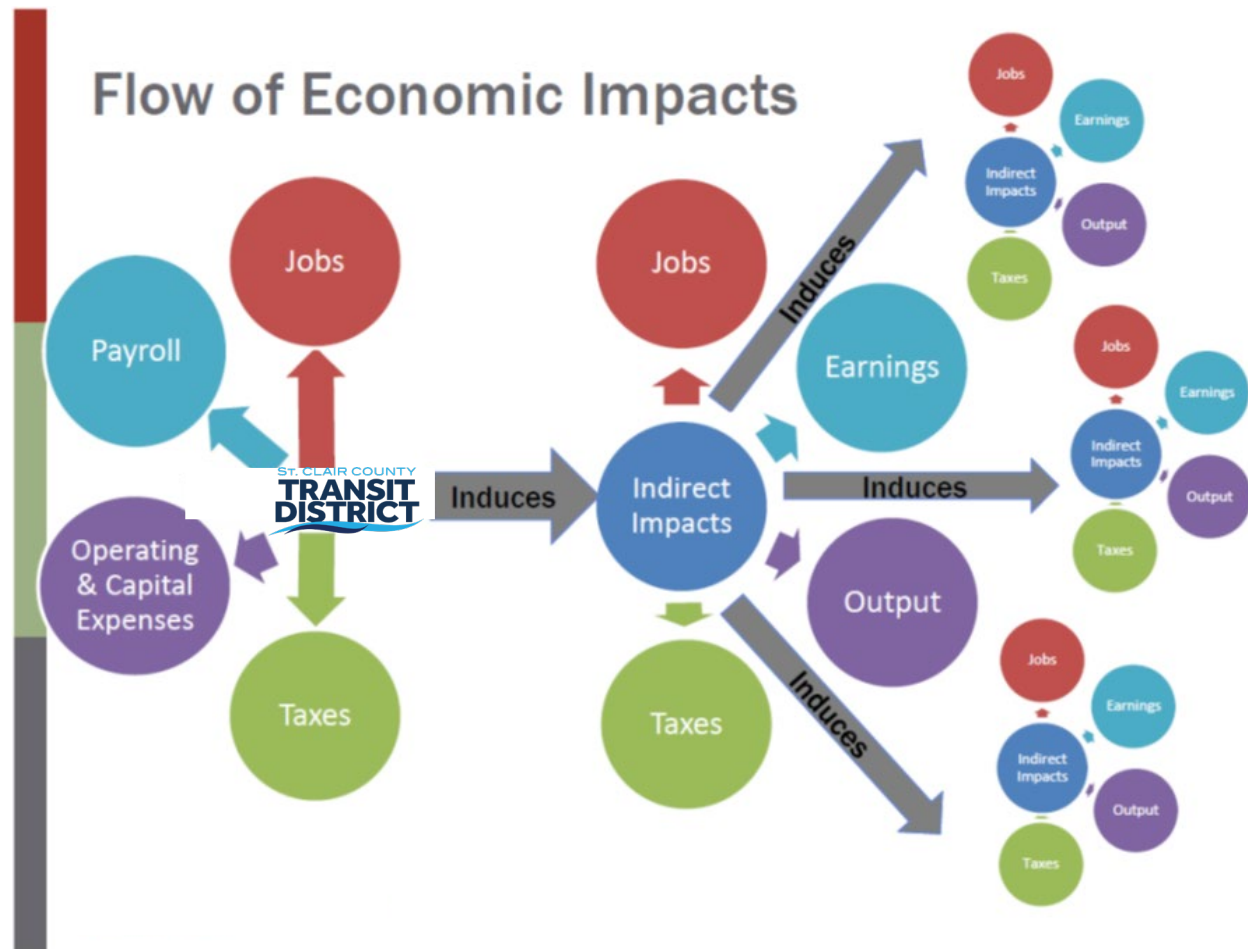 Flow of Economic Impacts
Jobs
Payroll
ST. CLAIR COUNTY
TRANSIT
DISTRICT
Operating
& Capital
Expenses
Taxes
Induces
Jobs
Earnings
Indirect
Impacts
Output
Taxes
Induces
Jobs
Earnings
Indirect
Impacts
Output
Taxes
Induces
Jobs
Earnings
Indirect
Impacts
Output
Taxes
Induces
Jobs
Earnings
Indirect
Impacts
Output
Taxes